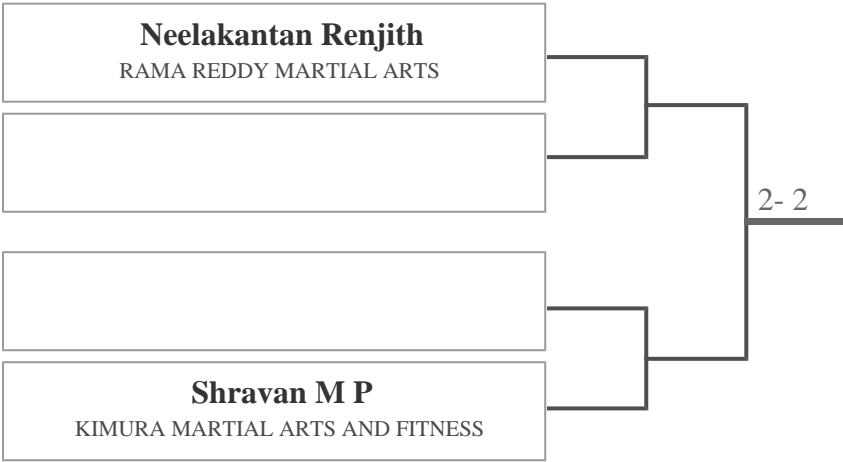 Neelakantan Renjith
RAMA REDDY MARTIAL ARTS
2- 2
Shravan M P
KIMURA MARTIAL ARTS AND FITNESS